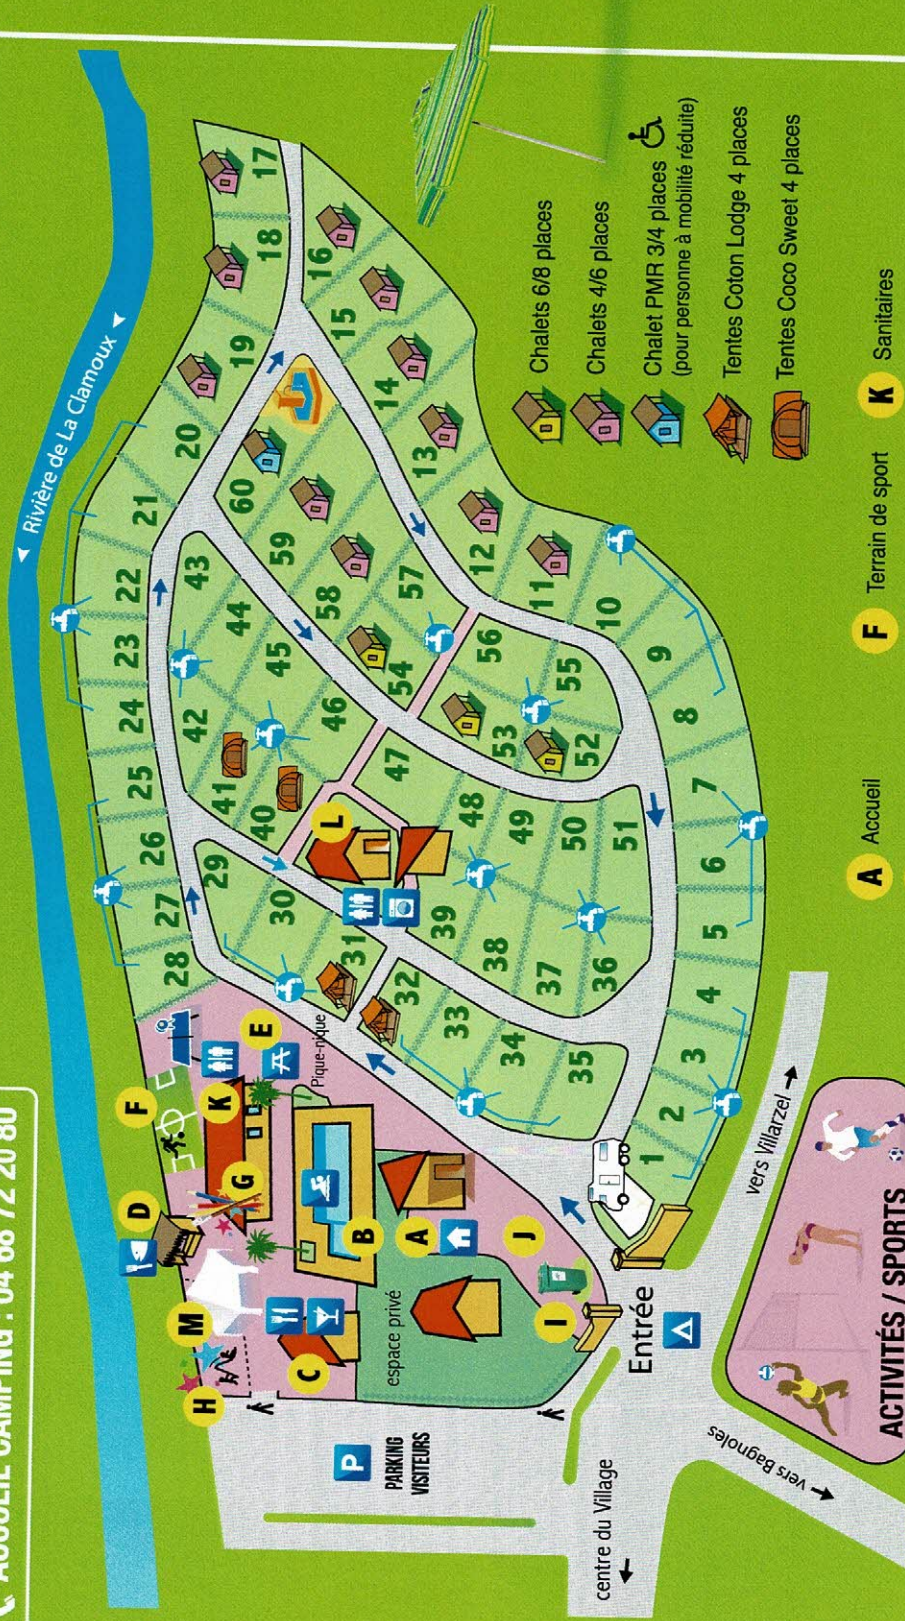 ACCUEIL CAMPING : 04 68 72 20 80
Rivière de La Clamoux
17
18
19
20
21
22
23
24
25
26
27
28
16
15
14
13
12
11
10
9
8
7
6
5
4
3
2
1
60
59
58
57
56
55
54
53
52
43
44
45
46
47
48
49
50
51
42
41
40
39
38
37
36
29
30
31
32
33
34
35
L
F
K
E
Pique-nique
D
G
M
B
A
H
C
J
I
espace privé
P
PARKING
VISITEURS
Entrée
centre du Village
vers Bagnoles
vers Villarzel
Chalets 6/8 places
Chalets 4/6 places
Chalet PMR 3/4 places
(pour personne à mobilité réduite)
Tentes Coton Lodge 4 places
Tentes Coco Sweet 4 places
A Accueil
F Terrain de sport
K Sanitaires
ACTIVITÉS / SPORTS